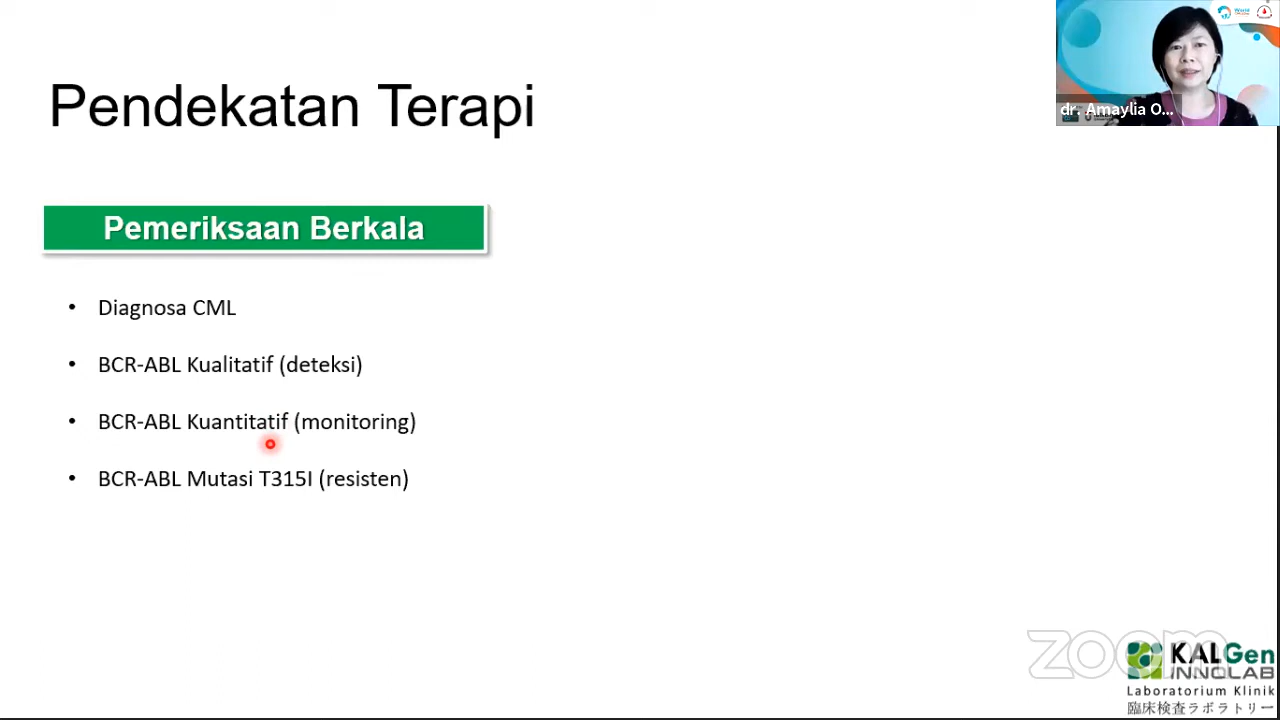 Pendekatan Terapi
World
dr. Amaylia O...
Pemeriksaan Berkala
• Diagnosa CML
• BCR-ABL Kualitatif (deteksi)
• BCR-ABL Kuantitatif (monitoring)
• BCR-ABL Mutasi T315I (resisten)
zoom
KALGen
INNOLAB
Laboratorium Klinik
臨床検査ラボラトリー